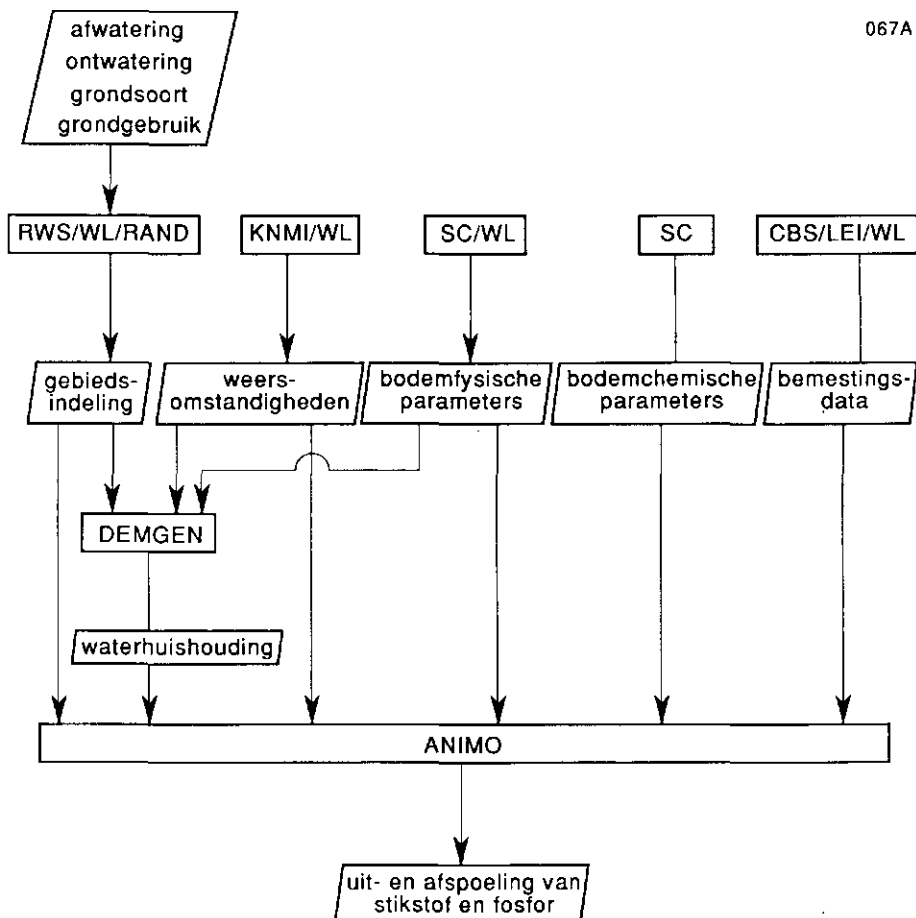 067A
afwatering
ontwatering
grondsoort
grondgebruik
RWS/WL/RAND
KNMI/WL
SC/WL
SC
CBS/LEI/WL
gebieds-
indeling
weers-
omstandigheden
bodemfysische
parameters
bodemchemische
parameters
bemestings-
data
DEMGEN
waterhuishouding
ANIMO
uit- en afspoeling van
stikstof en fosfor